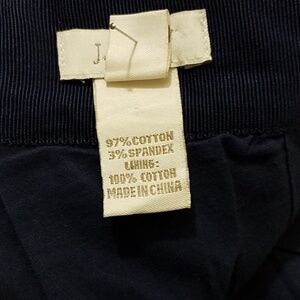 J.
97% COTTON
3% SPANDEX
LINING:
100% COTTON
MADE IN CHINA